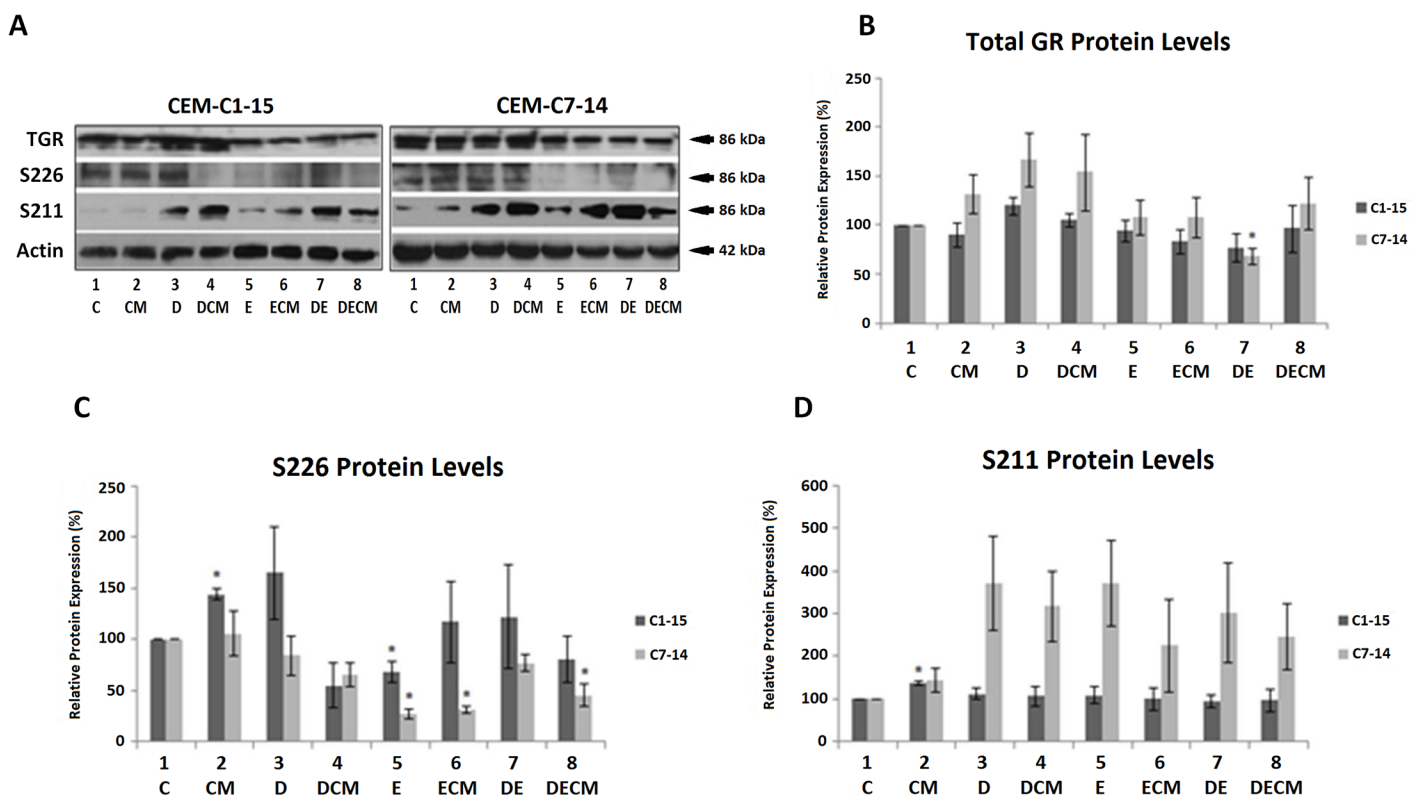 A
CEM-C1-15
CEM-C7-14
TGR
86 kDa
S226
86 kDa
S211
86 kDa
Actin
42 kDa
1 2 3 4 5 6 7 8
C CM D DCM E ECM DE DECM
1 2 3 4 5 6 7 8
C CM D DCM E ECM DE DECM
B
Total GR Protein Levels
Relative Protein Expression (%)
250
200
150
100
50
0
*
C1-15
C7-14
1 2 3 4 5 6 7 8
C CM D DCM E ECM DE DECM
C
S226 Protein Levels
Relative Protein Expression (%)
250
200
150
100
50
0
* * * * *
C1-15
C7-14
1 2 3 4 5 6 7 8
C CM D DCM E ECM DE DECM
D
S211 Protein Levels
Relative Protein Expression (%)
600
500
400
300
200
100
0
*
C1-15
C7-14
1 2 3 4 5 6 7 8
C CM D DCM E ECM DE DECM